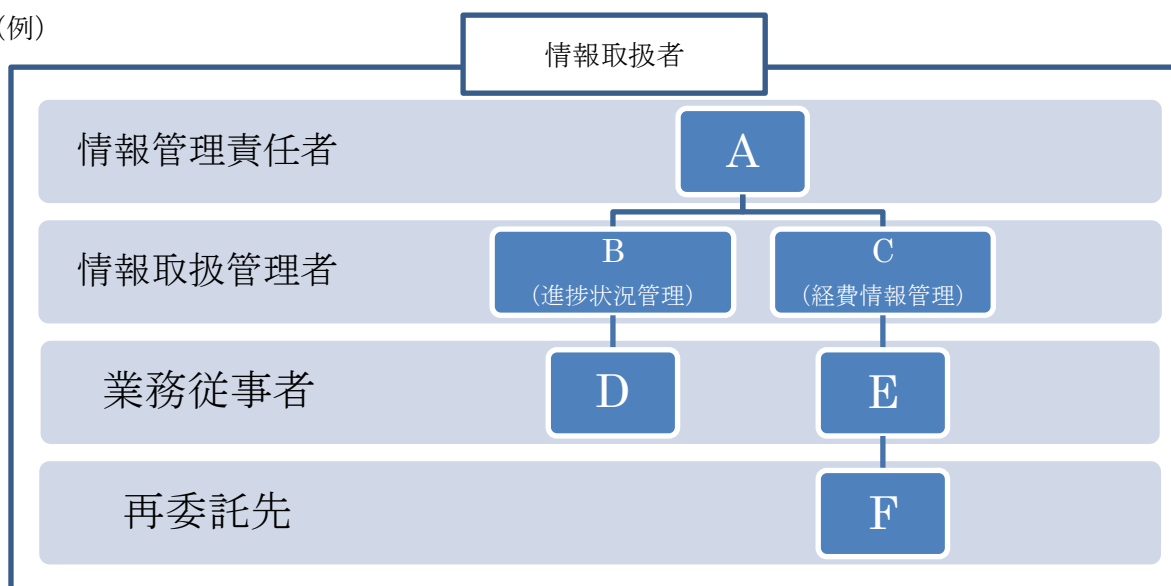 （例）
情報取扱者
情報管理責任者
A
情報取扱管理者
B
（進捗状況管理）
C
（経費情報管理）
業務従事者
D
E
再委託先
F